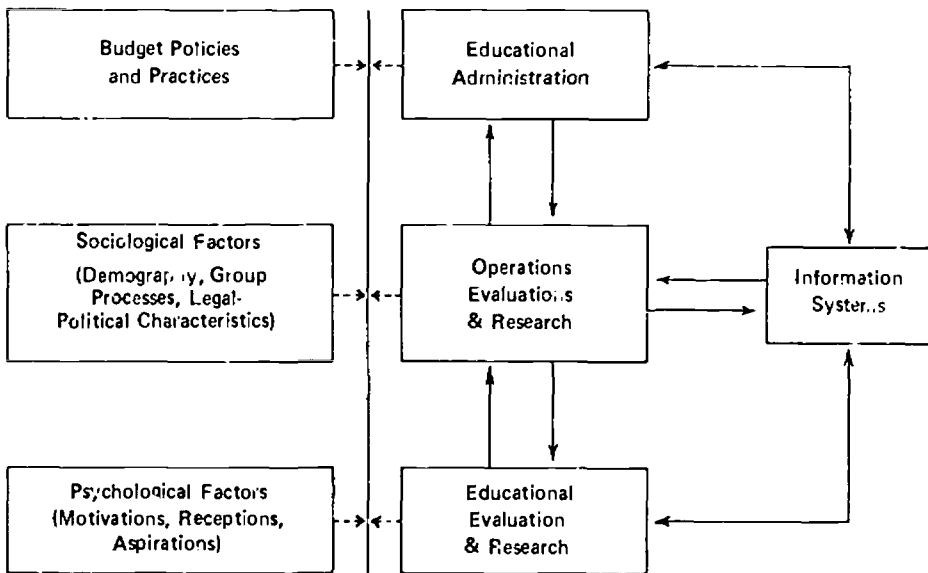 Budget Policies
and Practices
Educational
Administration
Sociological Factors
(Demography, Group
Processes, Legal-
Political Characteristics)
Operations
Evaluations
& Research
Information
Systems
Psychological Factors
(Motivations, Receptions,
Aspirations)
Educational
Evaluation
& Research